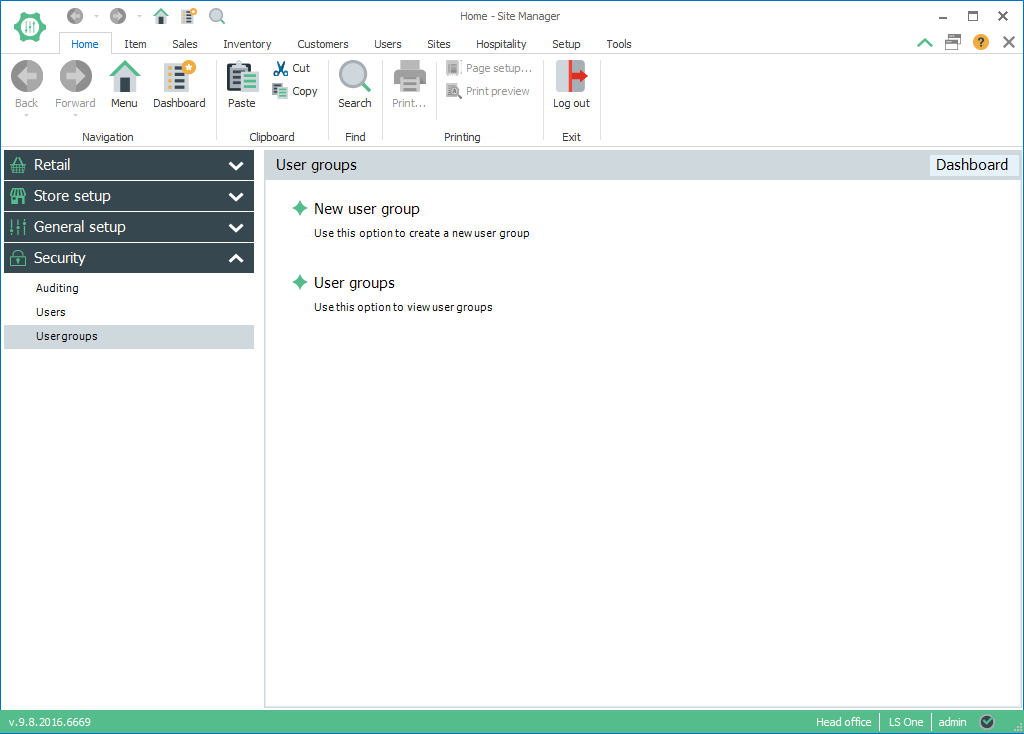 Home - Site Manager
Home Item Sales Inventory Customers Users Sites Hospitality Setup Tools
?
Back Forward Menu Dashboard Paste Cut Copy Search Print... Page setup... Print preview Log out
Navigation Clipboard Find Printing Exit
Retail
Store setup
General setup
Security
Auditing
Users
User groups
User groups Dashboard
New user group
Use this option to create a new user group
User groups
Use this option to view user groups
v.9.8.2016.6669 Head office LS One admin